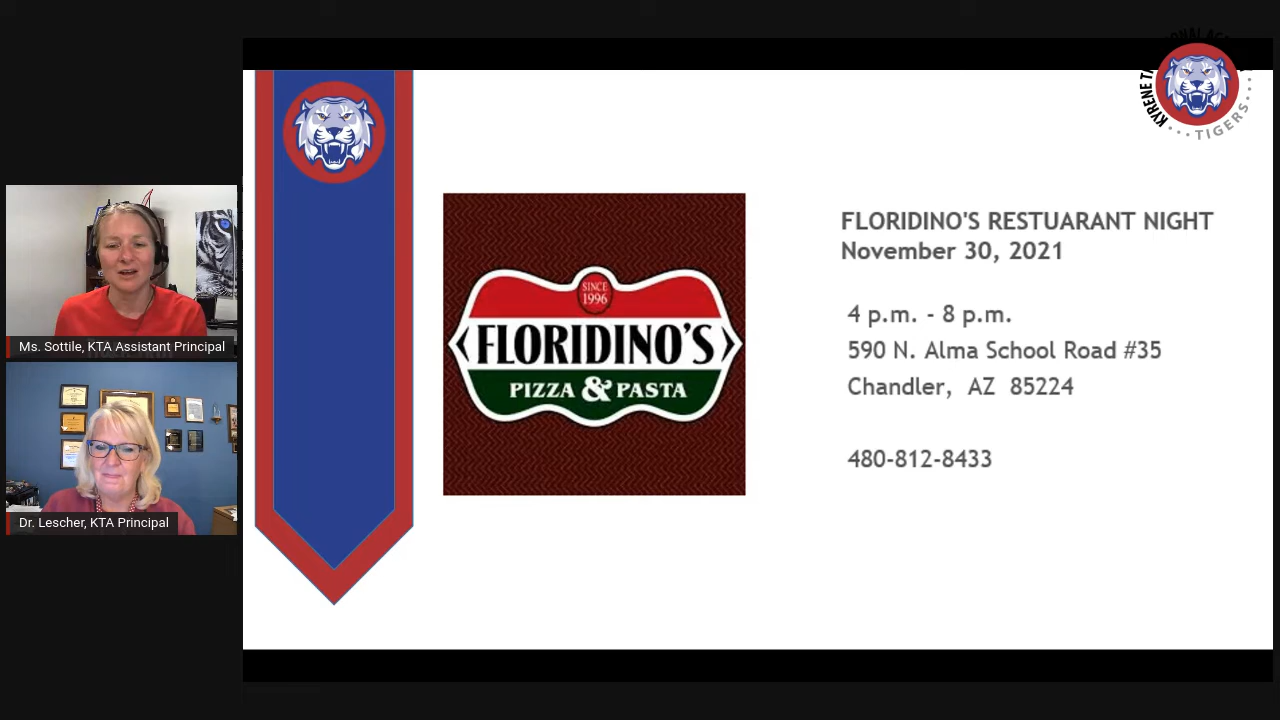 KYRENE
TIGERS
FLORIDINO'S RESTUARANT NIGHT
November 30, 2021
4 p.m. - 8 p.m.
590 N. Alma School Road #35
Chandler, AZ 85224
480-812-8433
SINCE
1996
FLORIDINO'S
PIZZA & PASTA
Ms. Sottile, KTA Assistant Principal
Dr. Lescher, KTA Principal